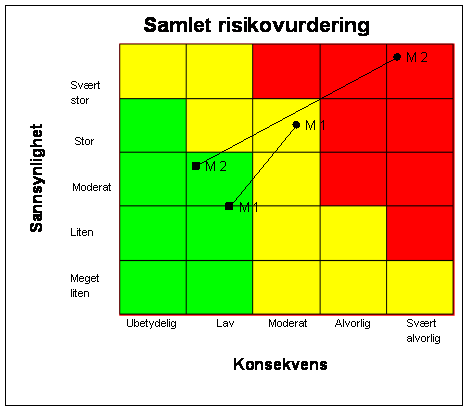 Samlet risikovurdering
Sannsynlighet
Svært
stor
Stor
Moderat
Liten
Meget
liten
M 2
M 1
M 2
M 1
Ubetydelig
Lav
Moderat
Alvorlig
Svært
alvorlig
Konsekvens